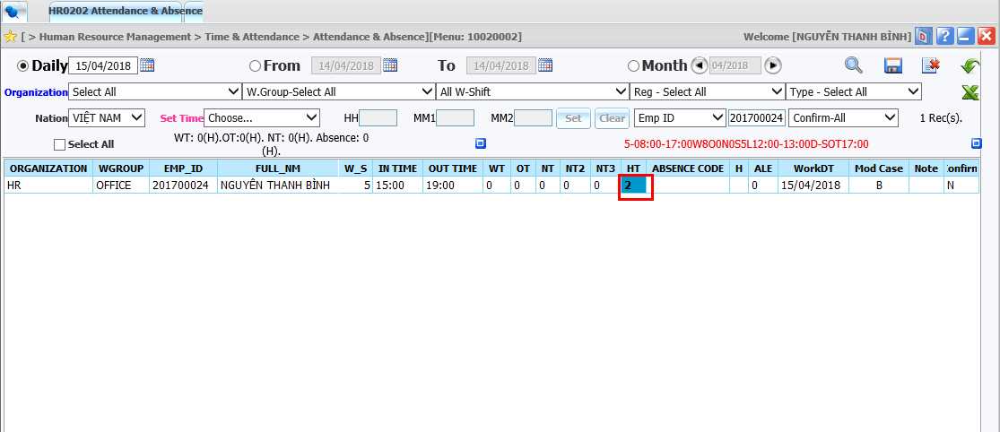 HR0202 Attendance & Absence
[ > Human Resource Management > Time & Attendance > Attendance & Absence][Menu: 10020002] Welcome [NGUYỄN THANH BÌNH]
Daily 15/04/2018 From 14/04/2018 To 14/04/2018 Month 04/2018
Organization Select All W.Group-Select All All W-Shift Reg - Select All Type - Select All
Nation VIỆT NAM Set Time Choose... HH MM1 MM2 Set Clear Emp ID 201700024 Confirm-All 1 Rec(s).
Select All WT: 0(H).OT:0(H). NT: 0(H). Absence: 0 5-08:00-17:00W8O0N0S5L12:00-13:00D-SOT17:00
(H).
ORGANIZATION WGROUP EMP_ID FULL_NM W_S IN TIME OUT TIME WT OT NT NT2 NT3 HT ABSENCE CODE H ALE WorkDT Mod Case Note Confirm
HR OFFICE 201700024 NGUYỄN THANH BÌNH 5 15:00 19:00 0 0 0 0 0 2 0 15/04/2018 B N